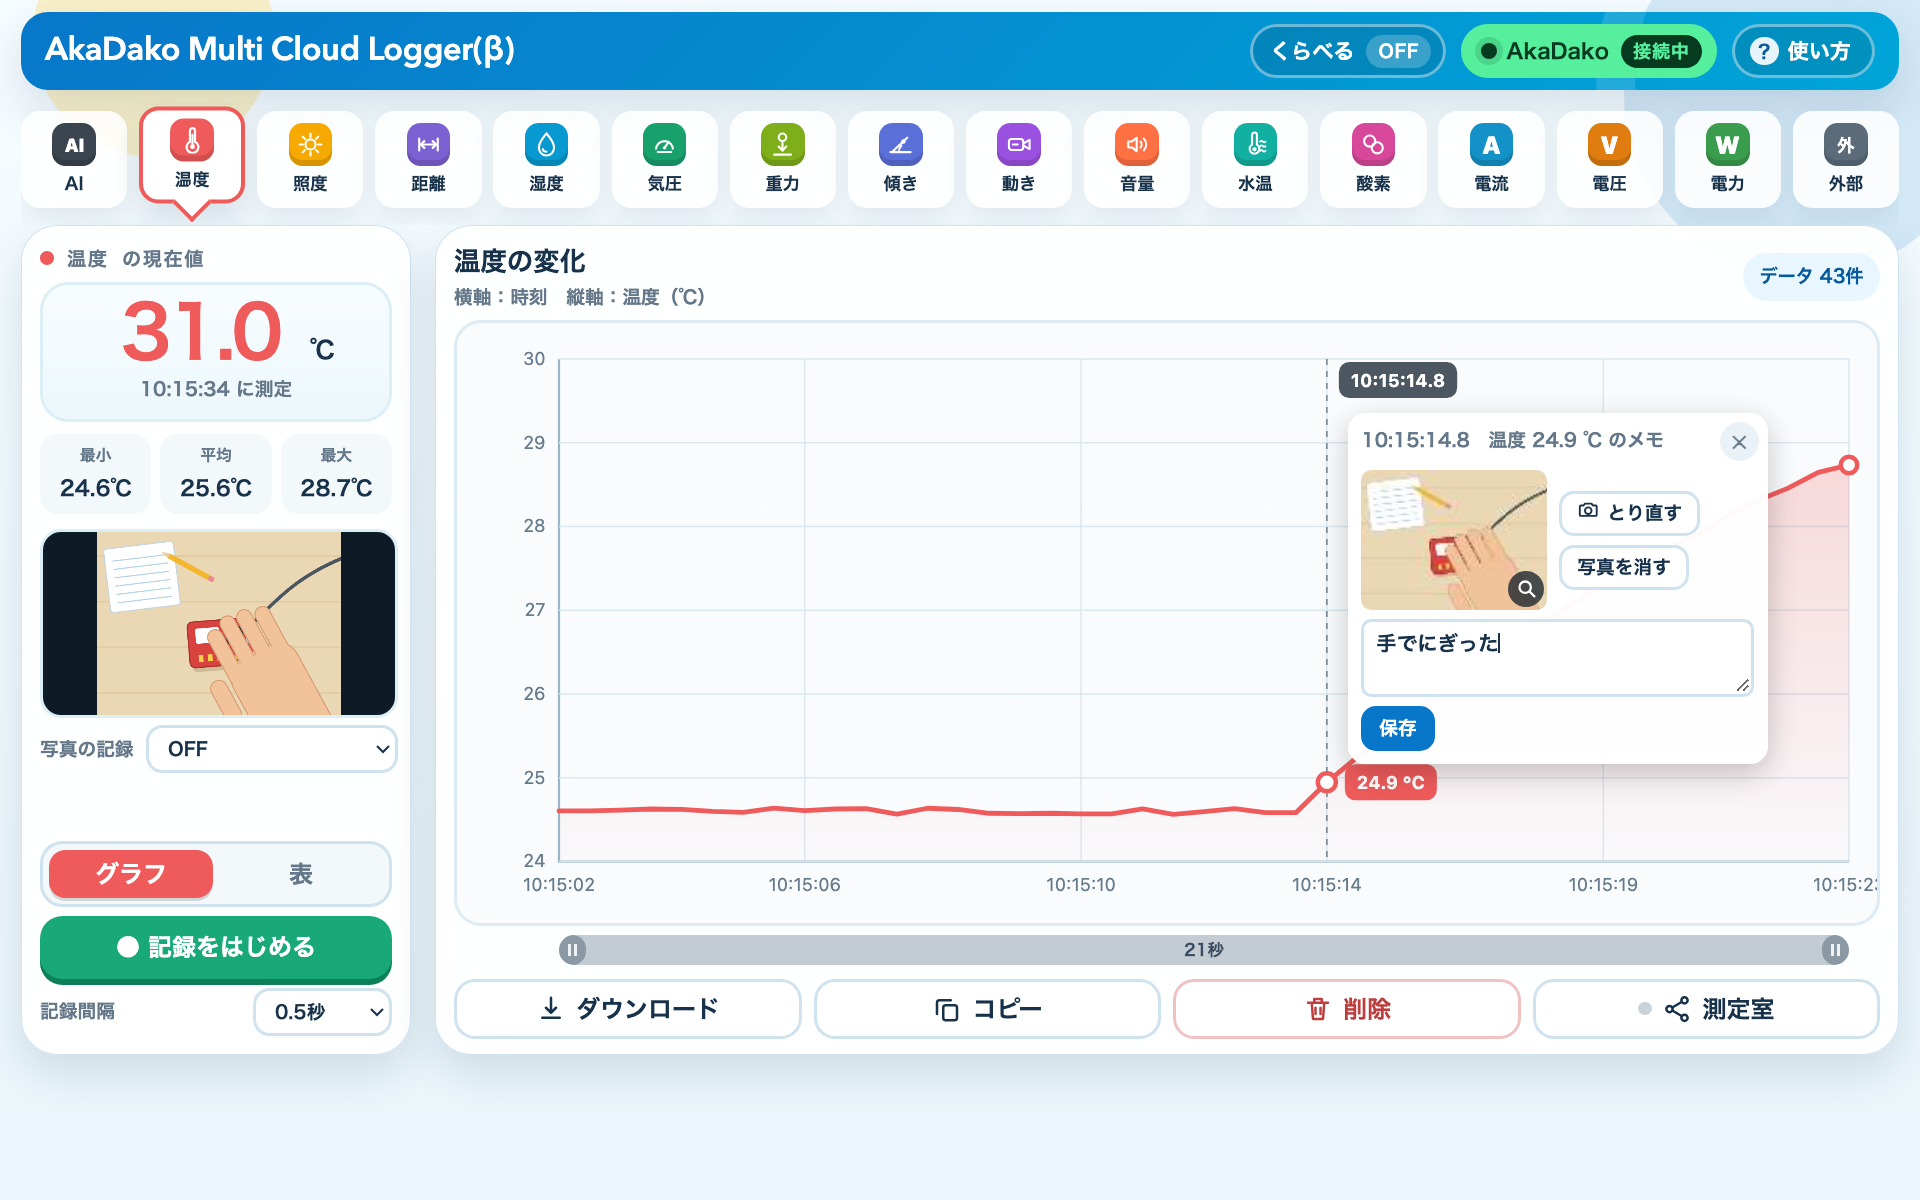 AkaDako Multi Cloud Logger(β)
くらべる OFF
AkaDako 接続中
? 使い方
AI AI
温度
照度
距離
湿度
気圧
重力
傾き
動き
音量
水温
酸素
A 電流
V 電圧
W 電力
外 外部
温度 の現在値
31.0 ℃
10:15:34 に測定
最小 平均 最大
24.6℃ 25.6℃ 28.7℃
写真の記録 OFF
グラフ 表
記録をはじめる
記録間隔 0.5秒
温度の変化
横軸：時刻 縦軸：温度（℃）
データ 43件
30
29
28
27
26
25
24
10:15:14.8
10:15:14.8 温度 24.9 ℃ のメモ
とり直す
写真を消す
手でにぎった
保存
24.9 °C
10:15:02 10:15:06 10:15:10 10:15:14 10:15:19 10:15:23
21秒
ダウンロード コピー 削除 測定室